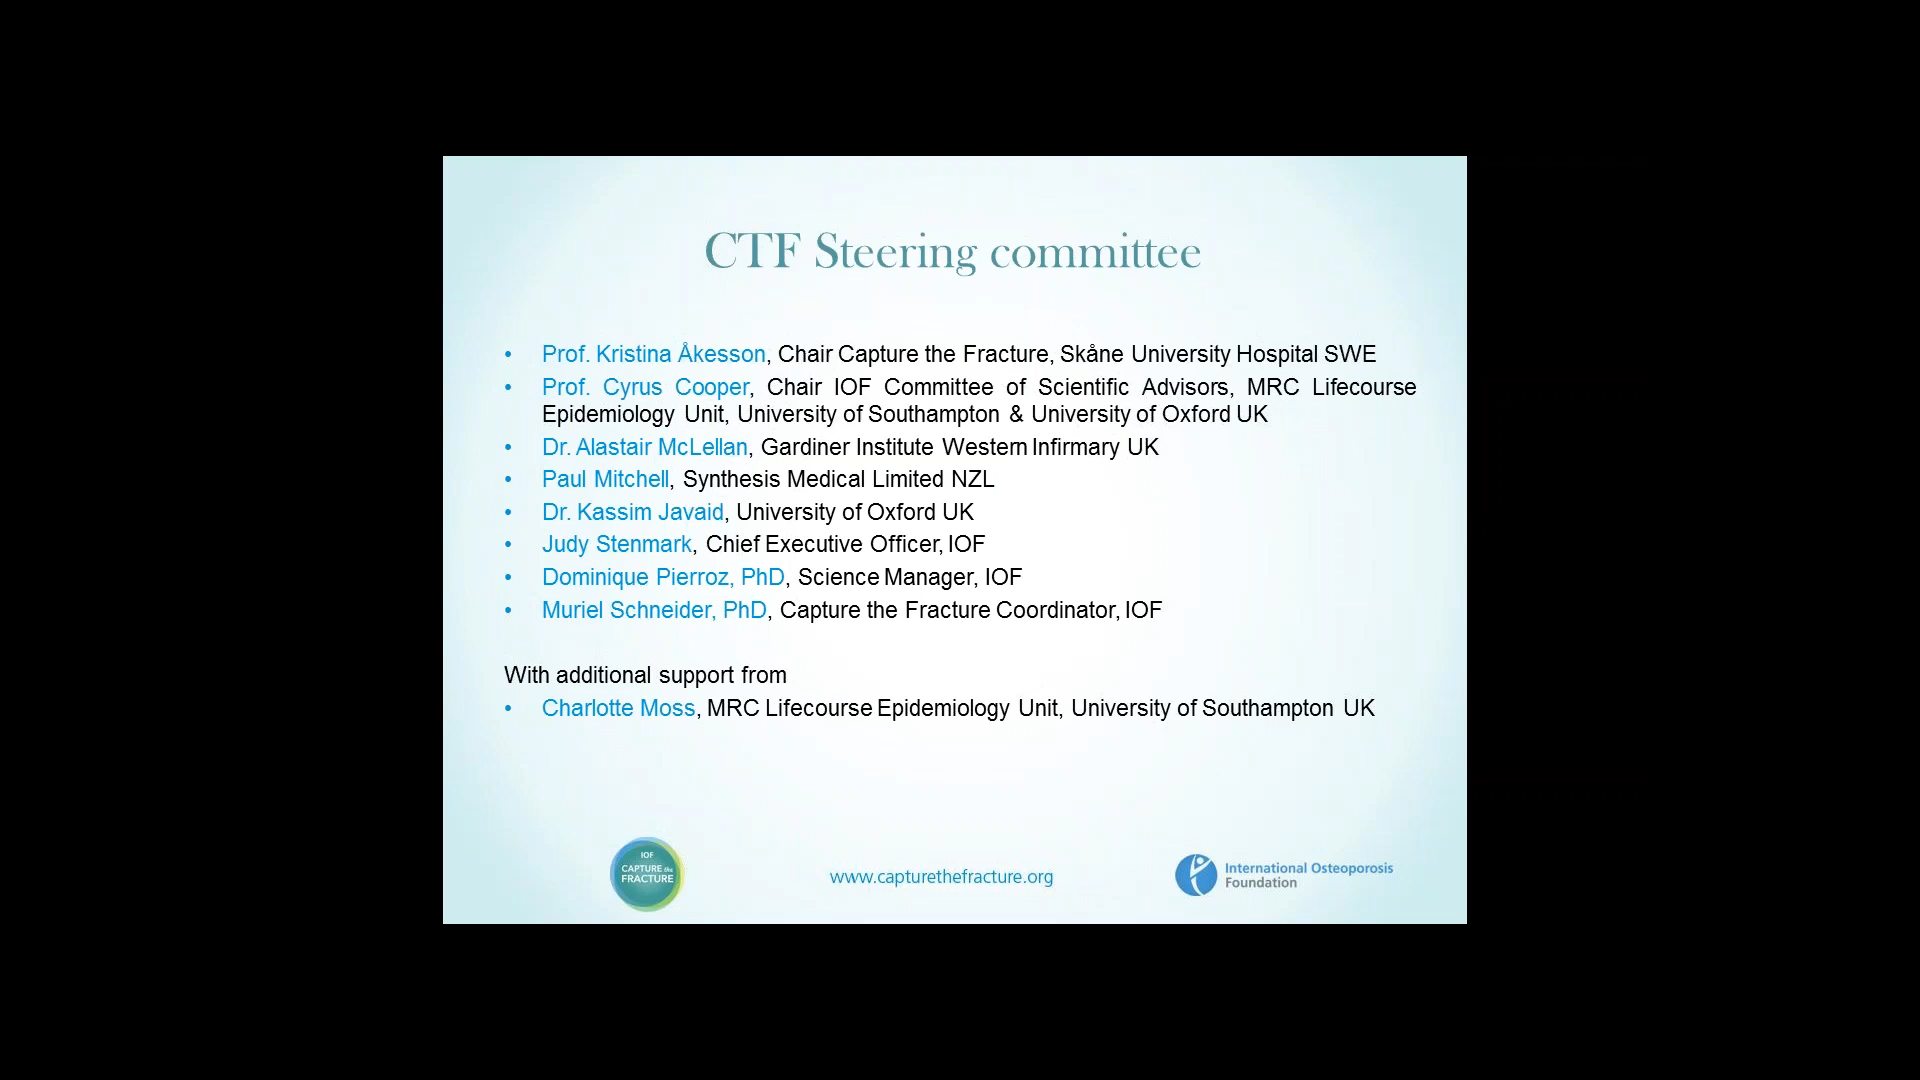 CTF Steering committee
• Prof. Kristina Åkesson, Chair Capture the Fracture, Skåne University Hospital SWE
• Prof. Cyrus Cooper, Chair IOF Committee of Scientific Advisors, MRC Lifecourse
Epidemiology Unit, University of Southampton & University of Oxford UK
• Dr. Alastair McLellan, Gardiner Institute Western Infirmary UK
• Paul Mitchell, Synthesis Medical Limited NZL
• Dr. Kassim Javaid, University of Oxford UK
• Judy Stenmark, Chief Executive Officer, IOF
• Dominique Pierroz, PhD, Science Manager, IOF
• Muriel Schneider, PhD, Capture the Fracture Coordinator, IOF
With additional support from
• Charlotte Moss, MRC Lifecourse Epidemiology Unit, University of Southampton UK
IOF
CAPTURE the
FRACTURE
www.capturethefracture.org
International Osteoporosis
Foundation